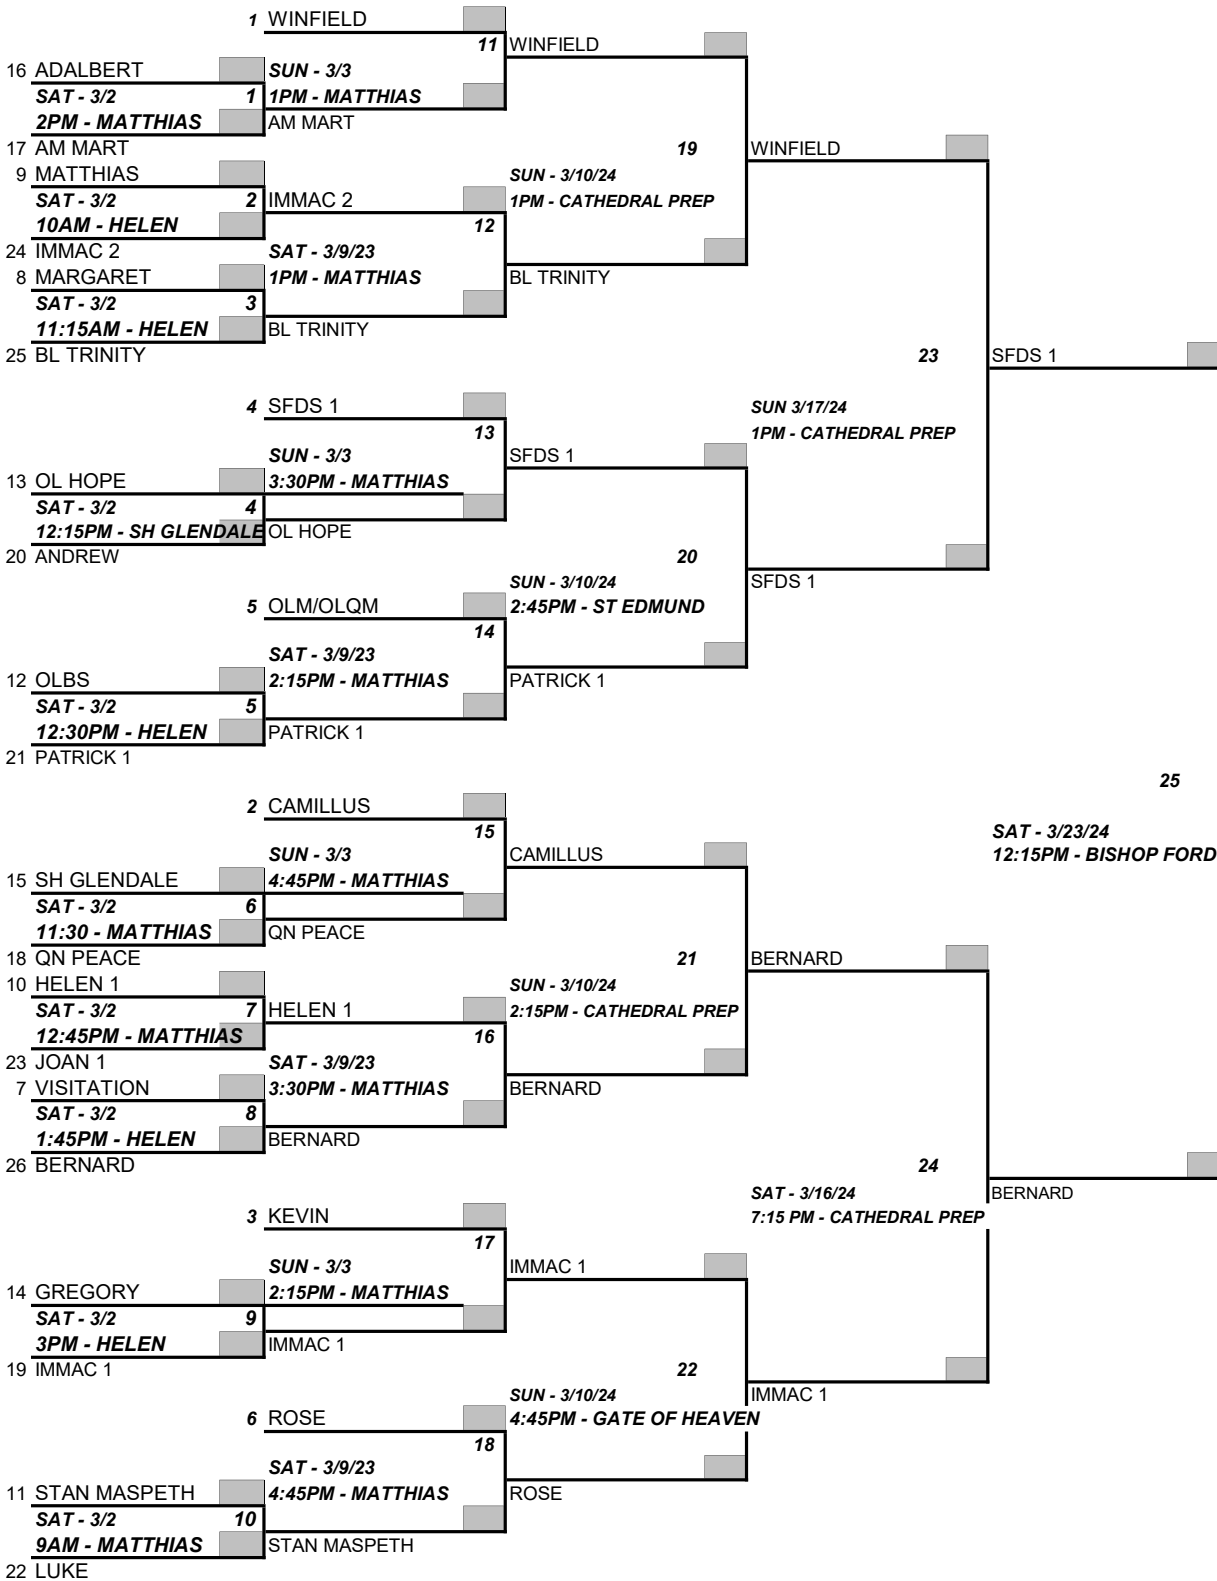 1 WINFIELD
11 WINFIELD
16 ADALBERT
SUN - 3/3
SAT - 3/2 1
1PM - MATTHIAS
2PM - MATTHIAS
AM MART
17 AM MART
19 WINFIELD
9 MATTHIAS
SUN - 3/10/24
SAT - 3/2 2
IMMAC 2
1PM - CATHEDRAL PREP
10AM - HELEN
12
24 IMMAC 2
SAT - 3/9/23
8 MARGARET
1PM - MATTHIAS
BL TRINITY
SAT - 3/2 3
11:15AM - HELEN
BL TRINITY
25 BL TRINITY
23 SFDS 1
4 SFDS 1
SUN 3/17/24
13
1PM - CATHEDRAL PREP
SUN - 3/3
SFDS 1
13 OL HOPE
3:30PM - MATTHIAS
SAT - 3/2 4
12:15PM - SH GLENDALE
OL HOPE
20 ANDREW
20
SUN - 3/10/24
SFDS 1
5 OLM/OLQM
2:45PM - ST EDMUND
14
SAT - 3/9/23
12 OLBS
2:15PM - MATTHIAS
PATRICK 1
SAT - 3/2 5
12:30PM - HELEN
PATRICK 1
21 PATRICK 1
25
2 CAMILLUS
15
SAT - 3/23/24
SUN - 3/3
CAMILLUS
12:15PM - BISHOP FORD
15 SH GLENDALE
4:45PM - MATTHIAS
SAT - 3/2 6
11:30 - MATTHIAS
QN PEACE
18 QN PEACE
21 BERNARD
10 HELEN 1
SUN - 3/10/24
SAT - 3/2 7
HELEN 1
2:15PM - CATHEDRAL PREP
12:45PM - MATTHIAS
16
23 JOAN 1
SAT - 3/9/23
7 VISITATION
3:30PM - MATTHIAS
BERNARD
SAT - 3/2 8
1:45PM - HELEN
BERNARD
26 BERNARD
24
SAT - 3/16/24
BERNARD
3 KEVIN
7:15 PM - CATHEDRAL PREP
17
SUN - 3/3
IMMAC 1
14 GREGORY
2:15PM - MATTHIAS
SAT - 3/2 9
3PM - HELEN
IMMAC 1
19 IMMAC 1
22
SUN - 3/10/24
IMMAC 1
6 ROSE
4:45PM - GATE OF HEAVEN
18
SAT - 3/9/23
11 STAN MASPETH
4:45PM - MATTHIAS
ROSE
SAT - 3/2 10
9AM - MATTHIAS
STAN MASPETH
22 LUKE